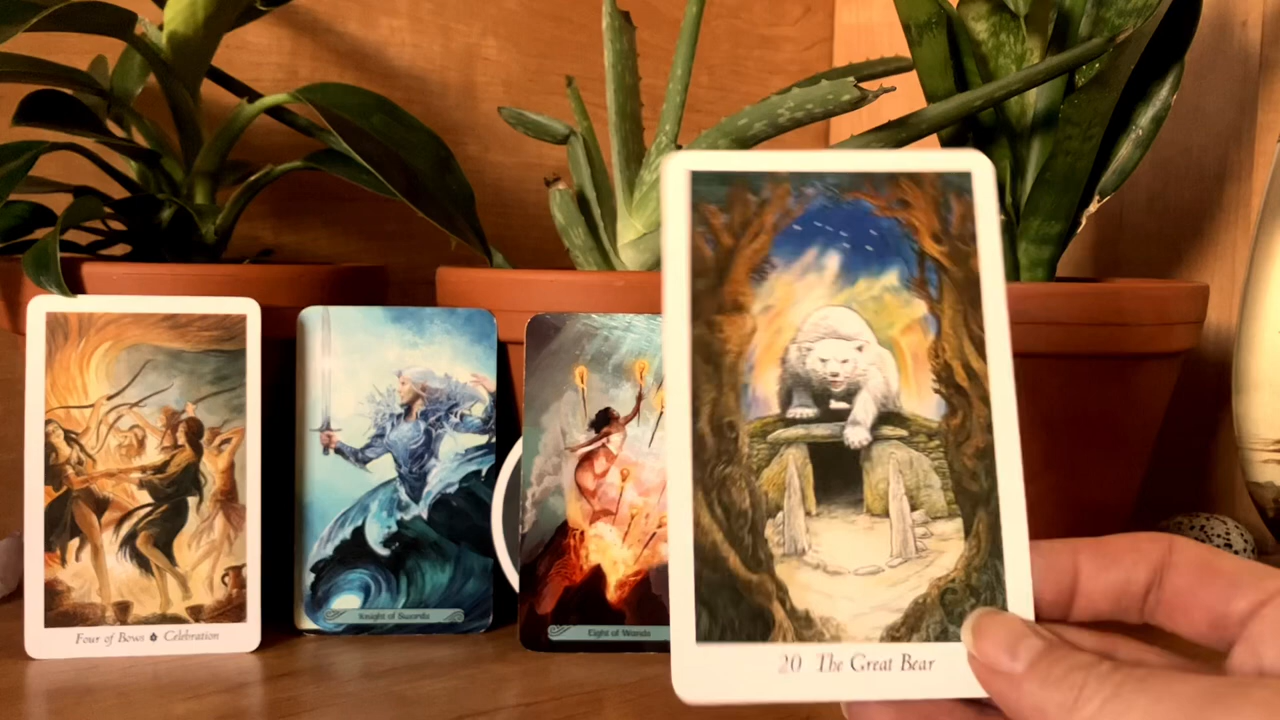 Four of Bows Celebration
Knight of Swords
Eight of Wands
20 The Great Bear